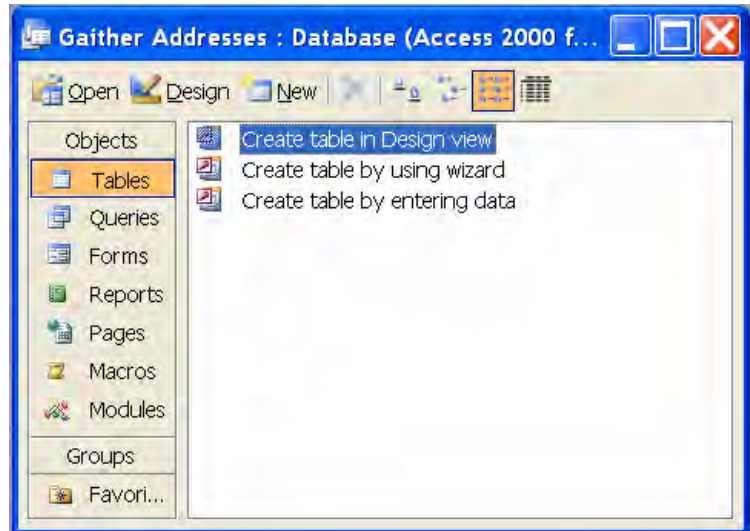 Gaither Addresses : Database (Access 2000 f...
Open Design New
Objects
Tables
Queries
Forms
Reports
Pages
Macros
Modules
Groups
Favori...
Create table in Design view
Create table by using wizard
Create table by entering data